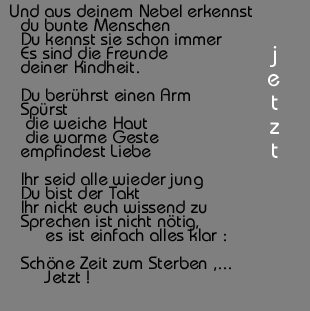 Und aus deinem Nebel erkennst
du bunte Menschen
Du kennst sie schon immer
Es sind die Freunde
deiner Kindheit.
Du berührst einen Arm
Spürst
die weiche Haut
die warme Geste
empfindest Liebe
Ihr seid alle wieder jung
Du bist der Takt
Ihr nickt euch wissend zu
Sprechen ist nicht nötig,
es ist einfach alles klar :
Schöne Zeit zum Sterben ,...
Jetzt !
jetzt